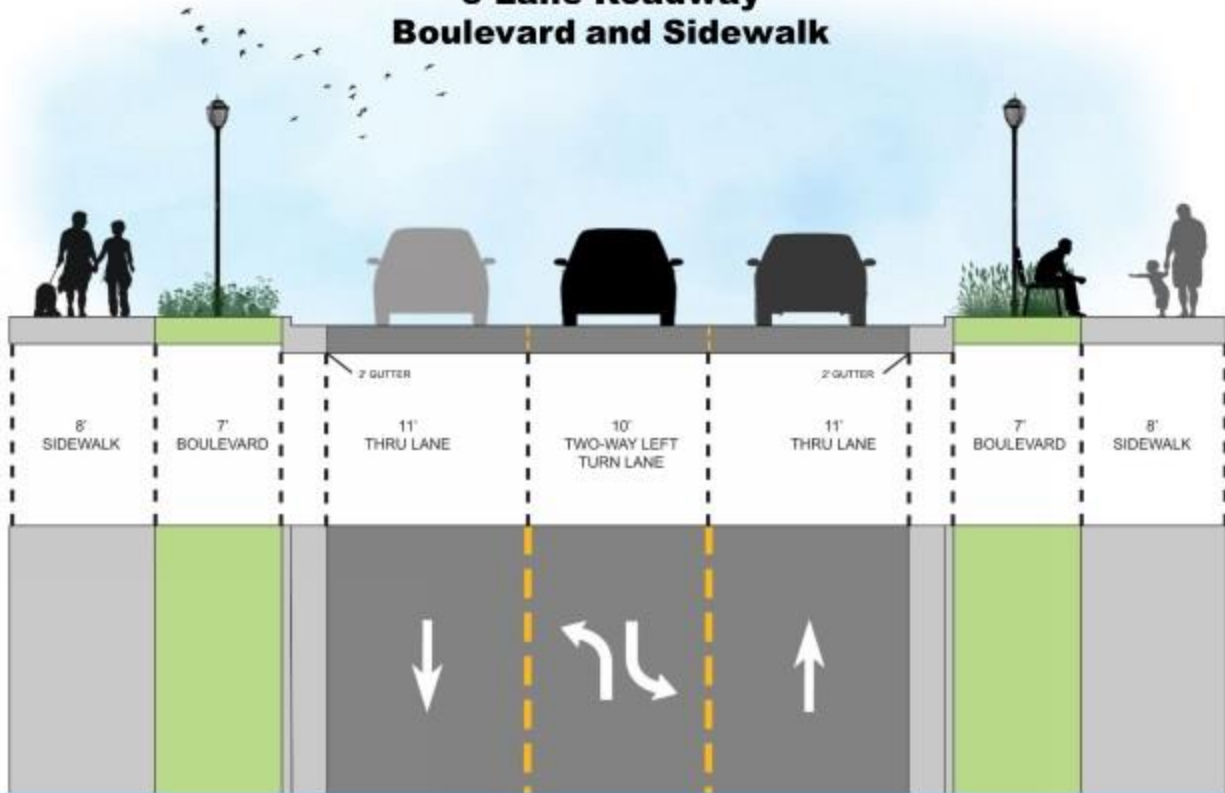 Boulevard and Sidewalk
2' GUTTER
2' GUTTER
8'
SIDEWALK
7'
BOULEVARD
11'
THRU LANE
10'
TWO-WAY LEFT
TURN LANE
11'
THRU LANE
7'
BOULEVARD
8'
SIDEWALK